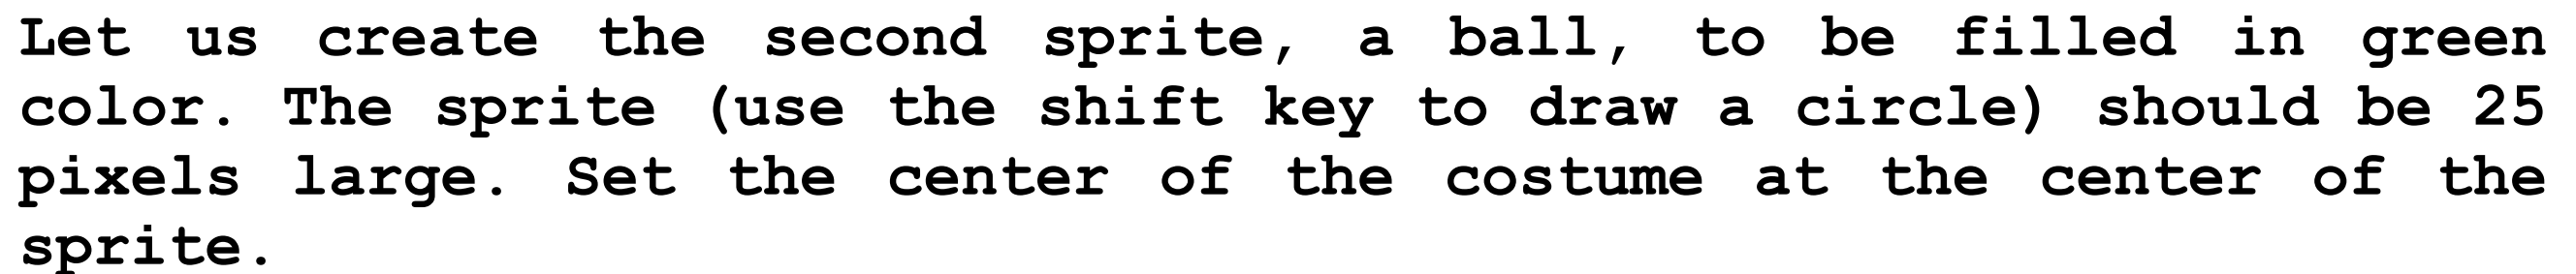 Let us create the second sprite, a ball, to be filled in green
color. The sprite (use the shift key to draw a circle) should be 25
pixels large. Set the center of the costume at the center of the
sprite.